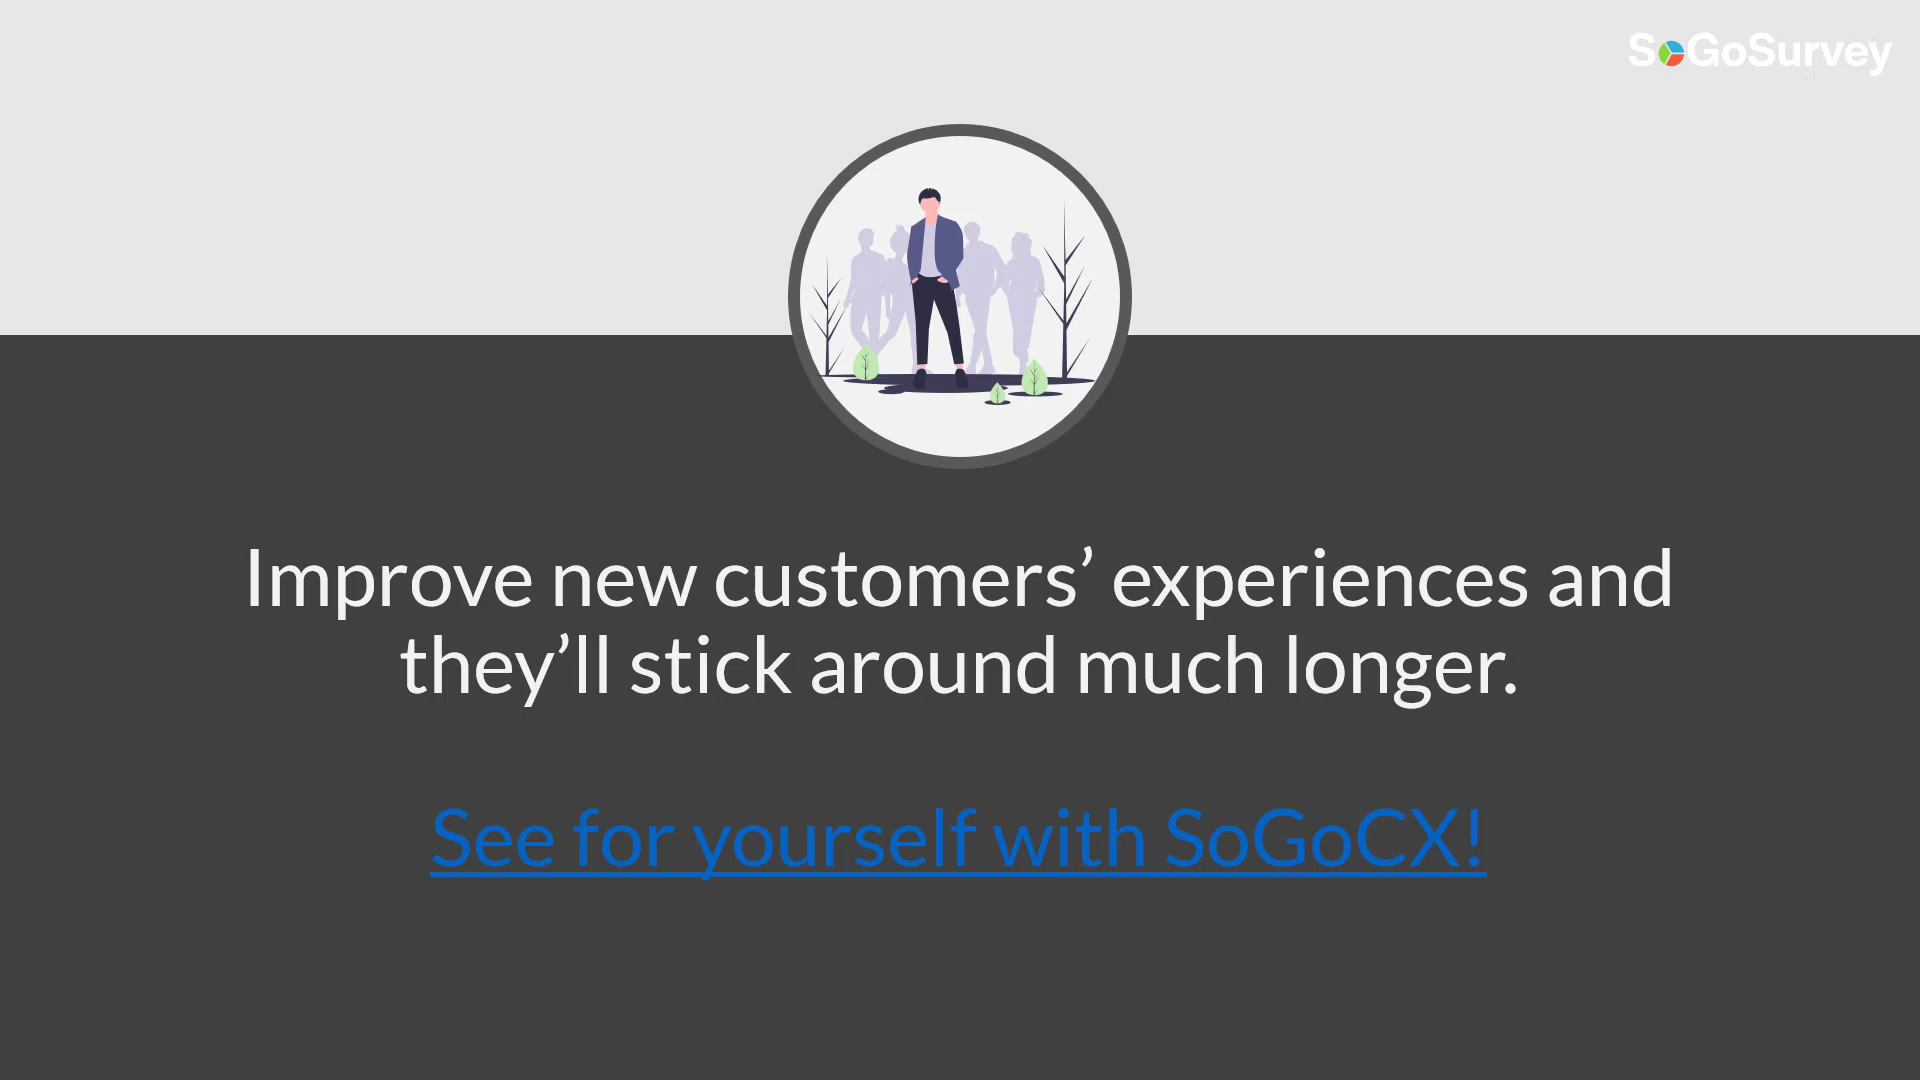 SoGoSurvey
Improve new customers’ experiences and
they’ll stick around much longer.
See for yourself with SoGoCX!